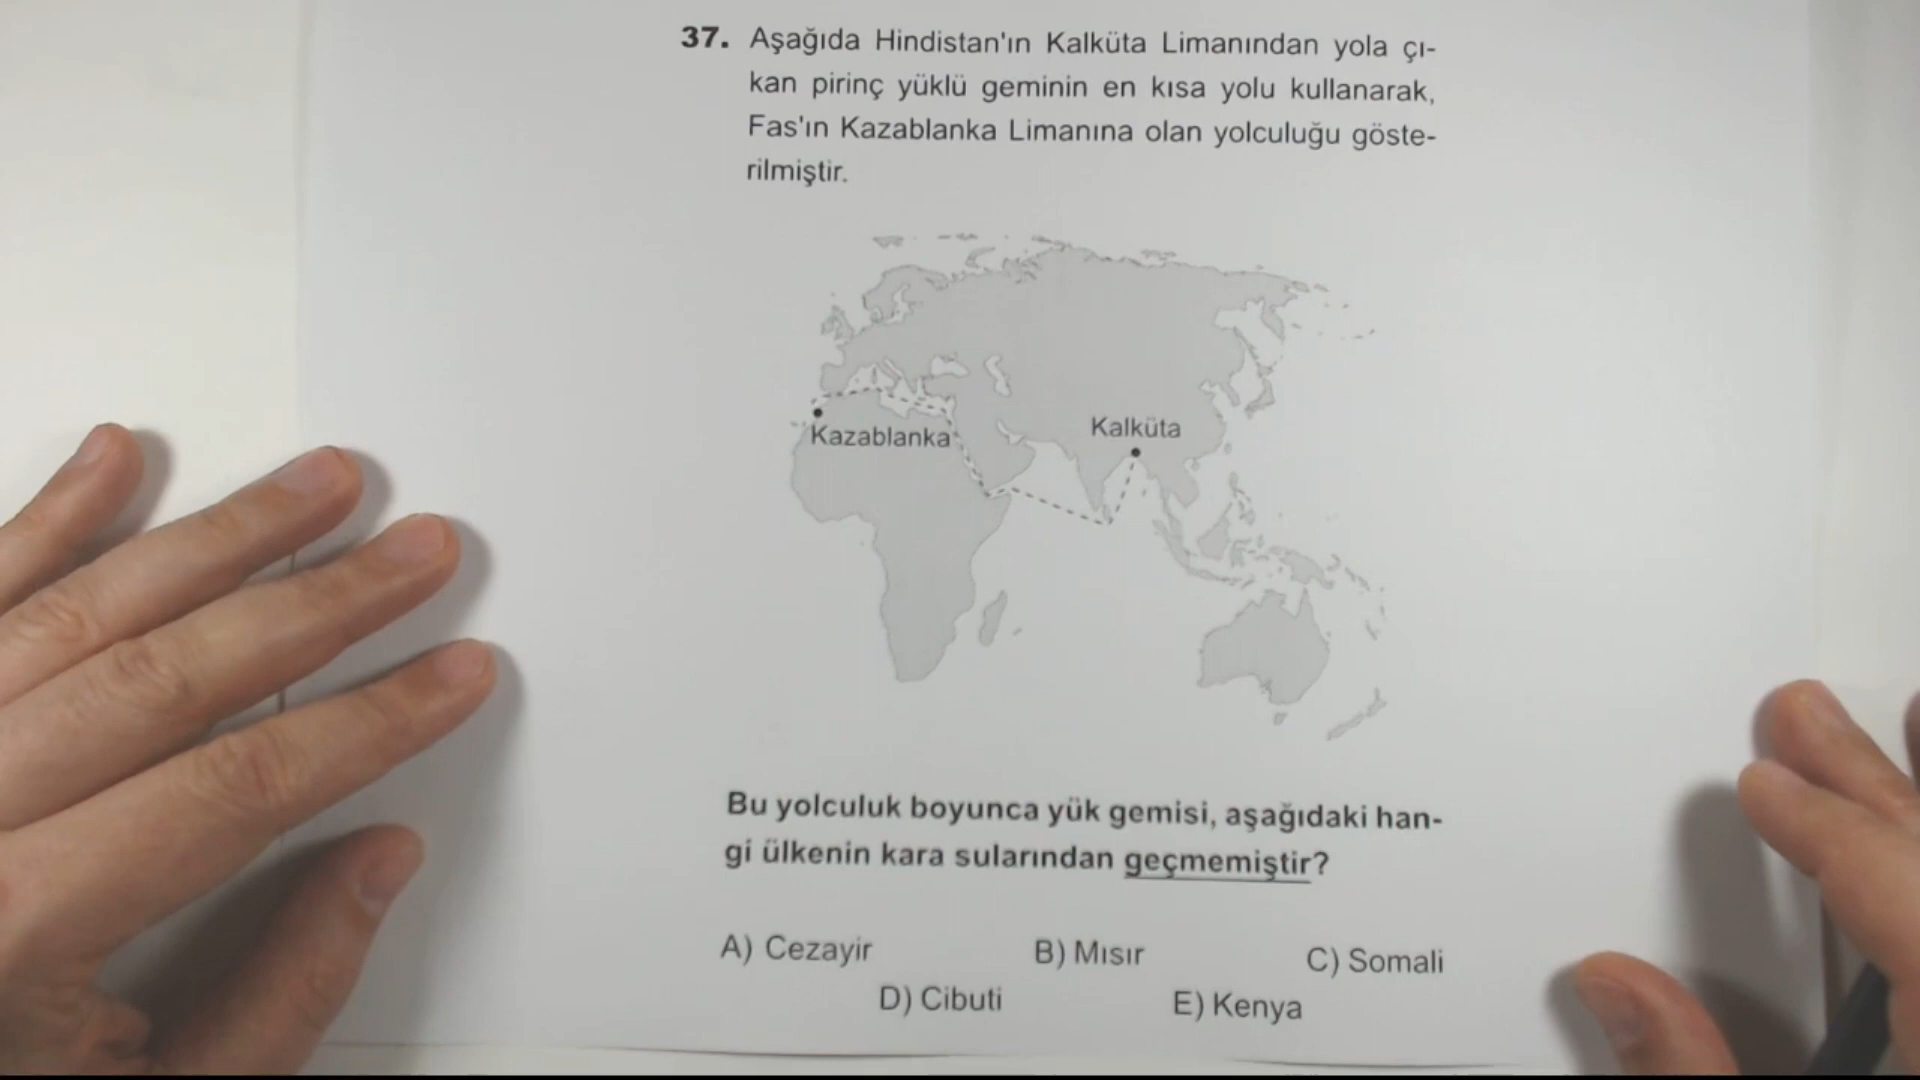 37. Aşağıda Hindistan'ın Kalküta Limanından yola çı-
kan pirinç yüklü geminin en kısa yolu kullanarak,
Fas'ın Kazablanka Limanına olan yolculuğu göste-
rilmiştir.
Kalküta
Kazablanka
Bu yolculuk boyunca yük gemisi, aşağıdaki han-
gi ülkenin kara sularından geçmemiştir?
A) Cezayir B) Mısır C) Somali
D) Cibuti E) Kenya